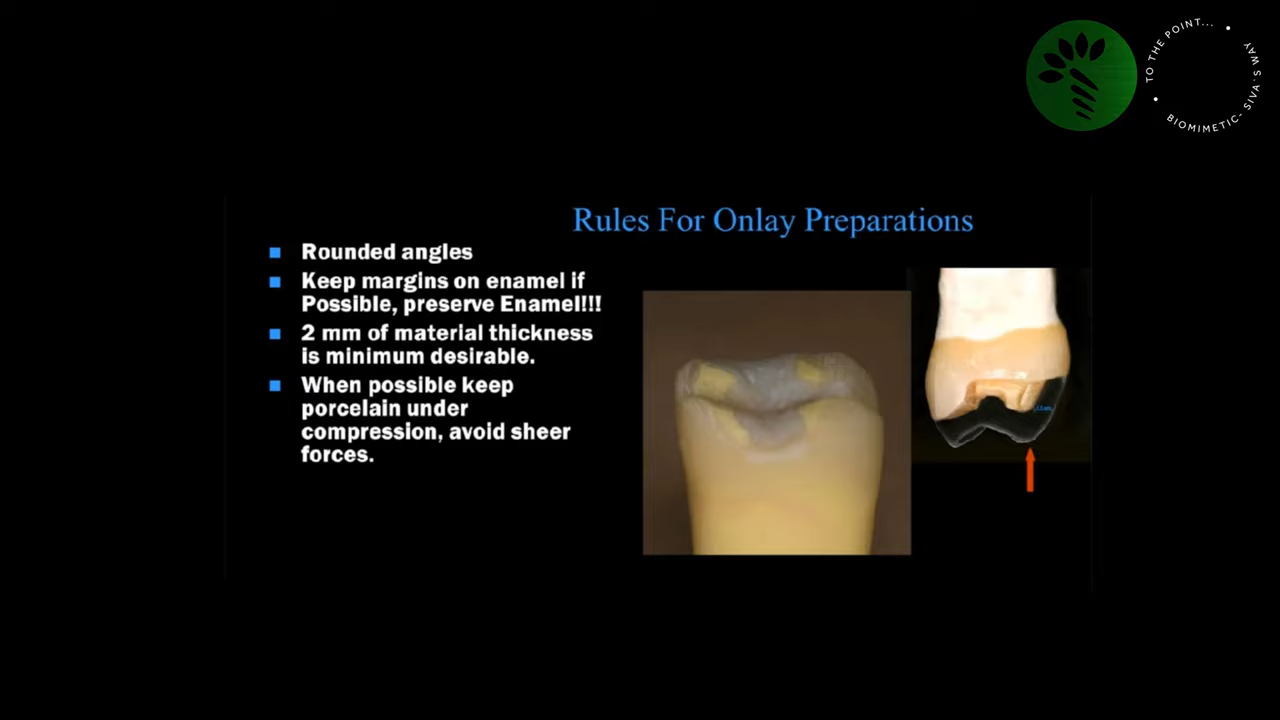 TO THE POINT...
BIOMIMETIC- SIVA'S WAY
Rules For Onlay Preparations
Rounded angles
Keep margins on enamel if
Possible, preserve Enamel!!!
2 mm of material thickness
is minimum desirable.
When possible keep
porcelain under
compression, avoid sheer
forces.